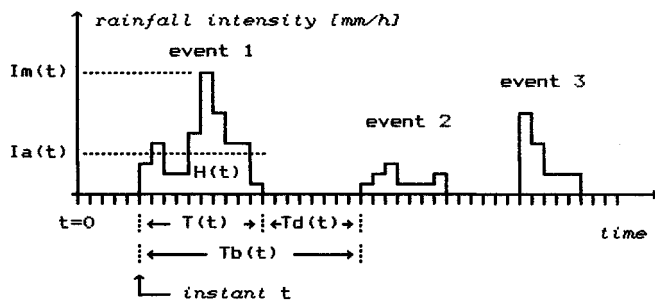 rainfall intensity [mm/h]
event 1
Im(t)
event 3
event 2
Ia(t)
H(t)
t=0
T(t)
Td(t)
time
Tb(t)
instant t